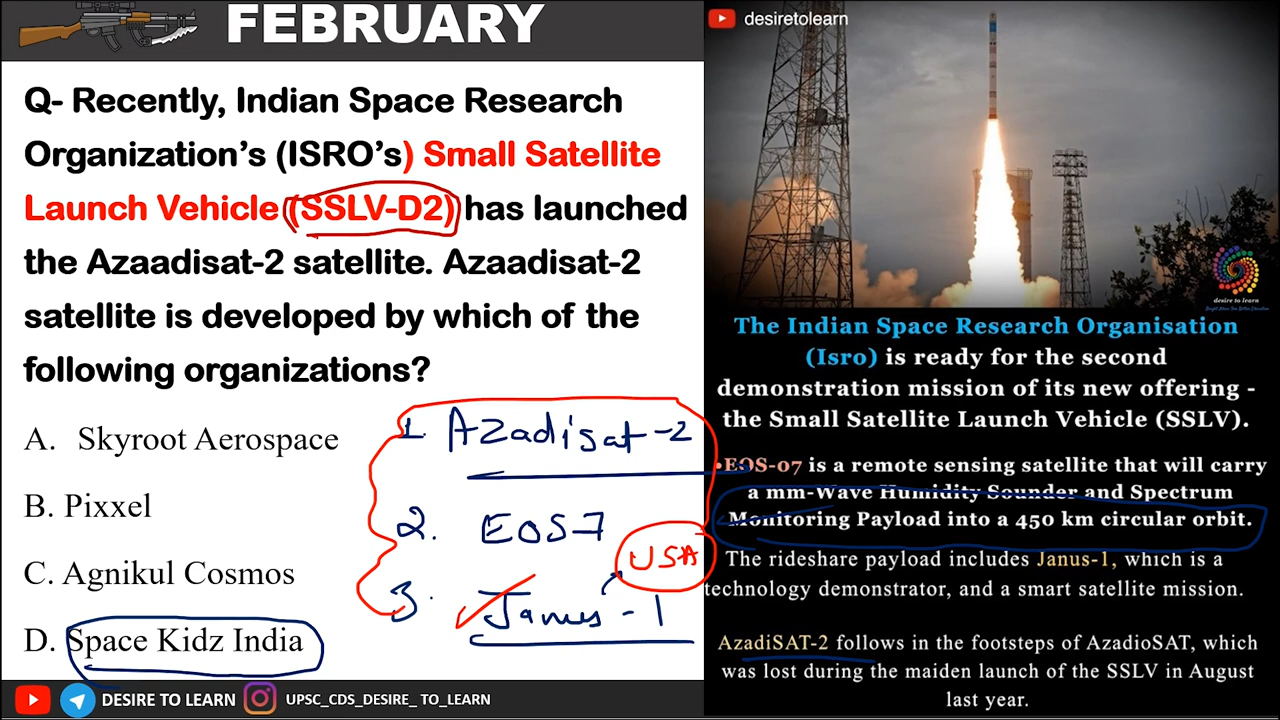 FEBRUARY
Q- Recently, Indian Space Research
Organization's (ISRO's) Small Satellite
Launch Vehicle (SSLV-D2) has launched
the Azaadisat-2 satellite. Azaadisat-2
satellite is developed by which of the
following organizations?
A. Skyroot Aerospace
B. Pixxel
C. Agnikul Cosmos
D. Space Kidz India
1. Azadisat-2
2. EOS-7
USA
3. Janus-1
DESIRE TO LEARN
UPSC_CDS_DESIRE_ TO_LEARN
desiretolearn
desire to learn
The Indian Space Research Organisation
(Isro) is ready for the second
demonstration mission of its new offering -
the Small Satellite Launch Vehicle (SSLV).
•EOS-07 is a remote sensing satellite that will carry
a mm-Wave Humidity Sounder and Spectrum
Monitoring Payload into a 450 km circular orbit.
The rideshare payload includes Janus-1, which is a
technology demonstrator, and a smart satellite mission.
AzadiSAT-2 follows in the footsteps of AzadioSAT, which
was lost during the maiden launch of the SSLV in August
last year.